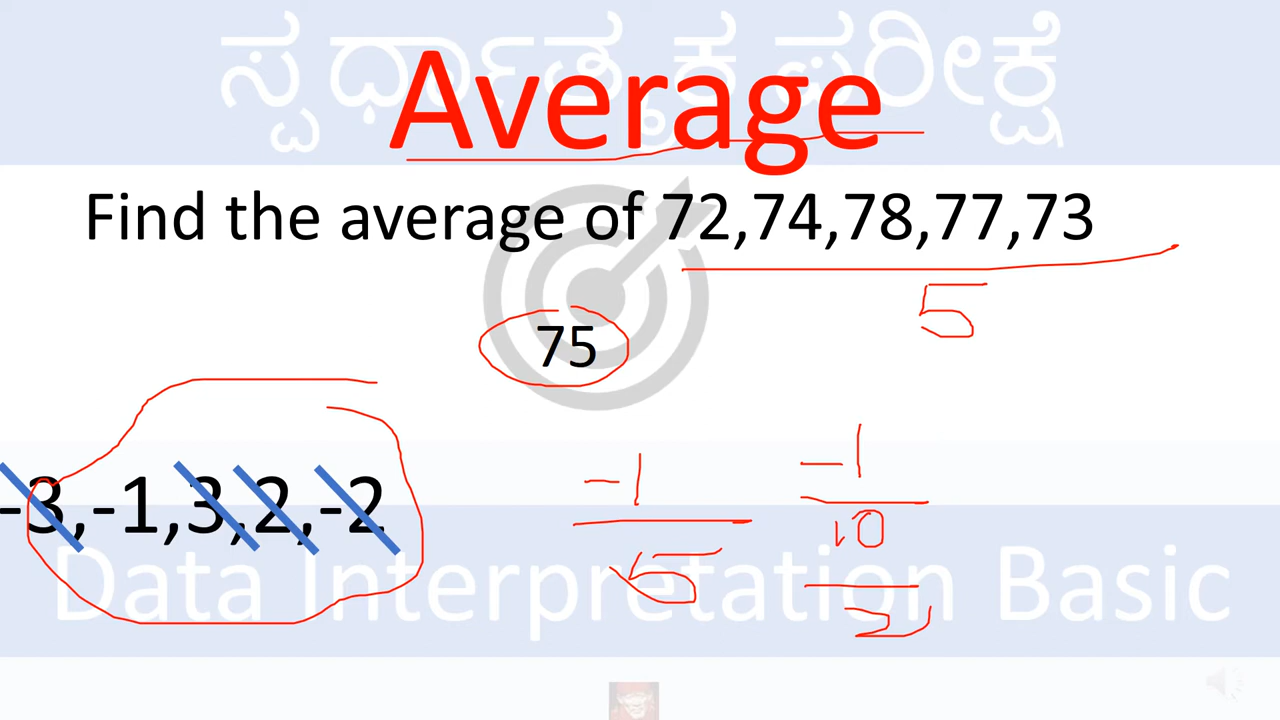 ಸ್ಪರ್ಧಾತ್ಮಕ ಪರೀಕ್ಷೆ
Average
Find the average of 72,74,78,77,73
5
75
-3,-1,3,2,-2
-1
5
-1
10
2
Data Interpretation Basic